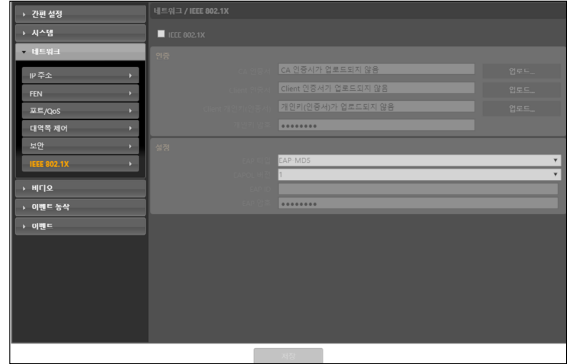 간편 설정
시스템
네트워크
IP 주소
FEN
포트/QoS
대역폭 제어
보안
IEEE 802.1X
비디오
이벤트 동작
이벤트
네트워크 / IEEE 802.1X
IEEE 802.1X
인증
CA 인증서가 업로드되지 않음
업로드...
Client 인증서가 업로드되지 않음
업로드...
개인키(인증서)가 업로드되지 않음
업로드...
●●●●●●●●
설정
EAP MD5
1
●●●●●●●●
저장